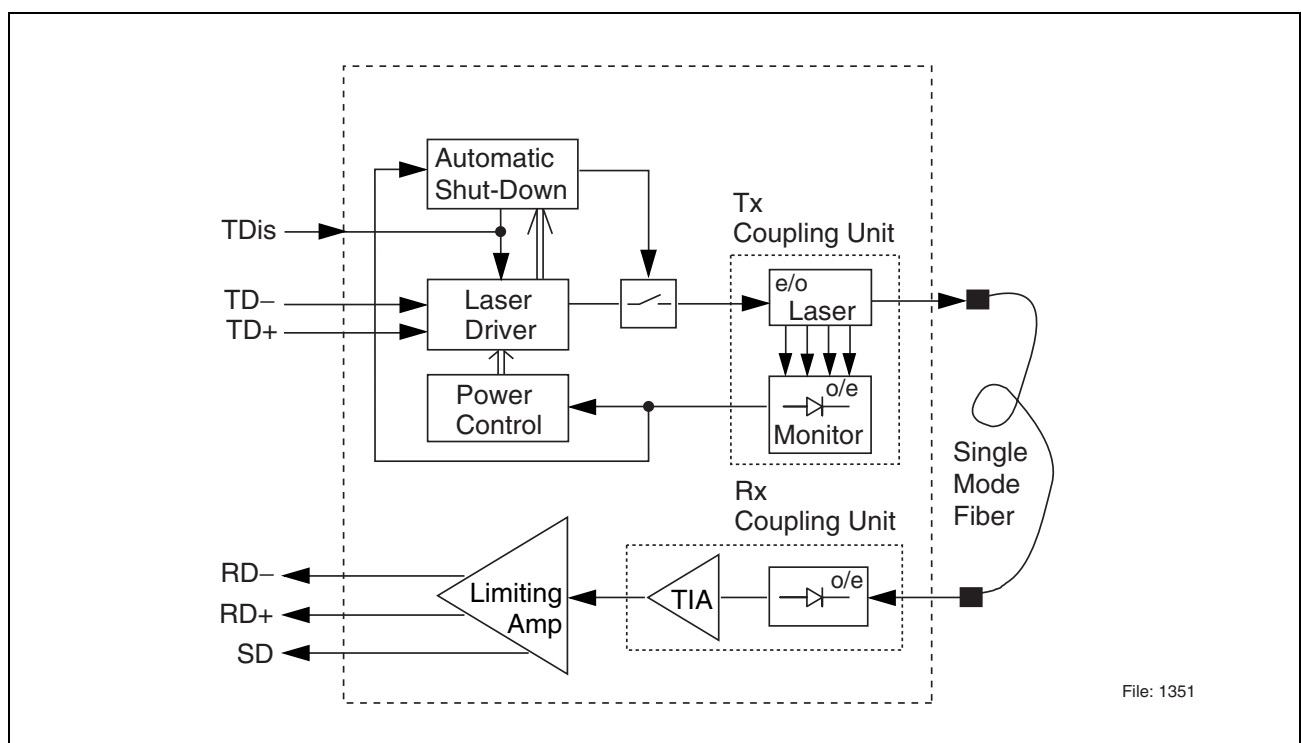 Automatic
Shut-Down
TDis
Tx
Coupling Unit
TD−
TD+
Laser
Driver
e/o
Laser
Power
Control
o/e
Monitor
Single
Mode
Fiber
Rx
Coupling Unit
RD−
RD+
SD
Limiting
Amp
TIA
o/e
File: 1351